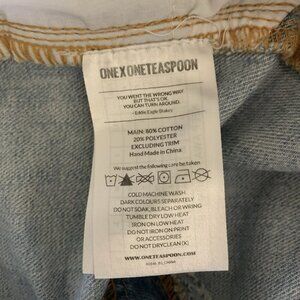 ONEXONETEASPOON
YOU WENT THE WRONG WAY
BUT THAT'S OK,
YOU CAN TURN AROUND.
MAIN: 80% COTTON
20% POLYESTER
EXCLUDING TRIM
Hand Made in China
We suggest the following care be taken
COLD MACHINE WASH
DARK COLOURS SEPARATELY
DO NOT SOAK, BLEACH OR WRING
TUMBLE DRY LOW HEAT
IRON ON LOW HEAT
DO NOT IRON ON PRINT
OR ACCESSORIES
DO NOT DRYCLEAN (X)
WWW.ONETEASPOON.COM